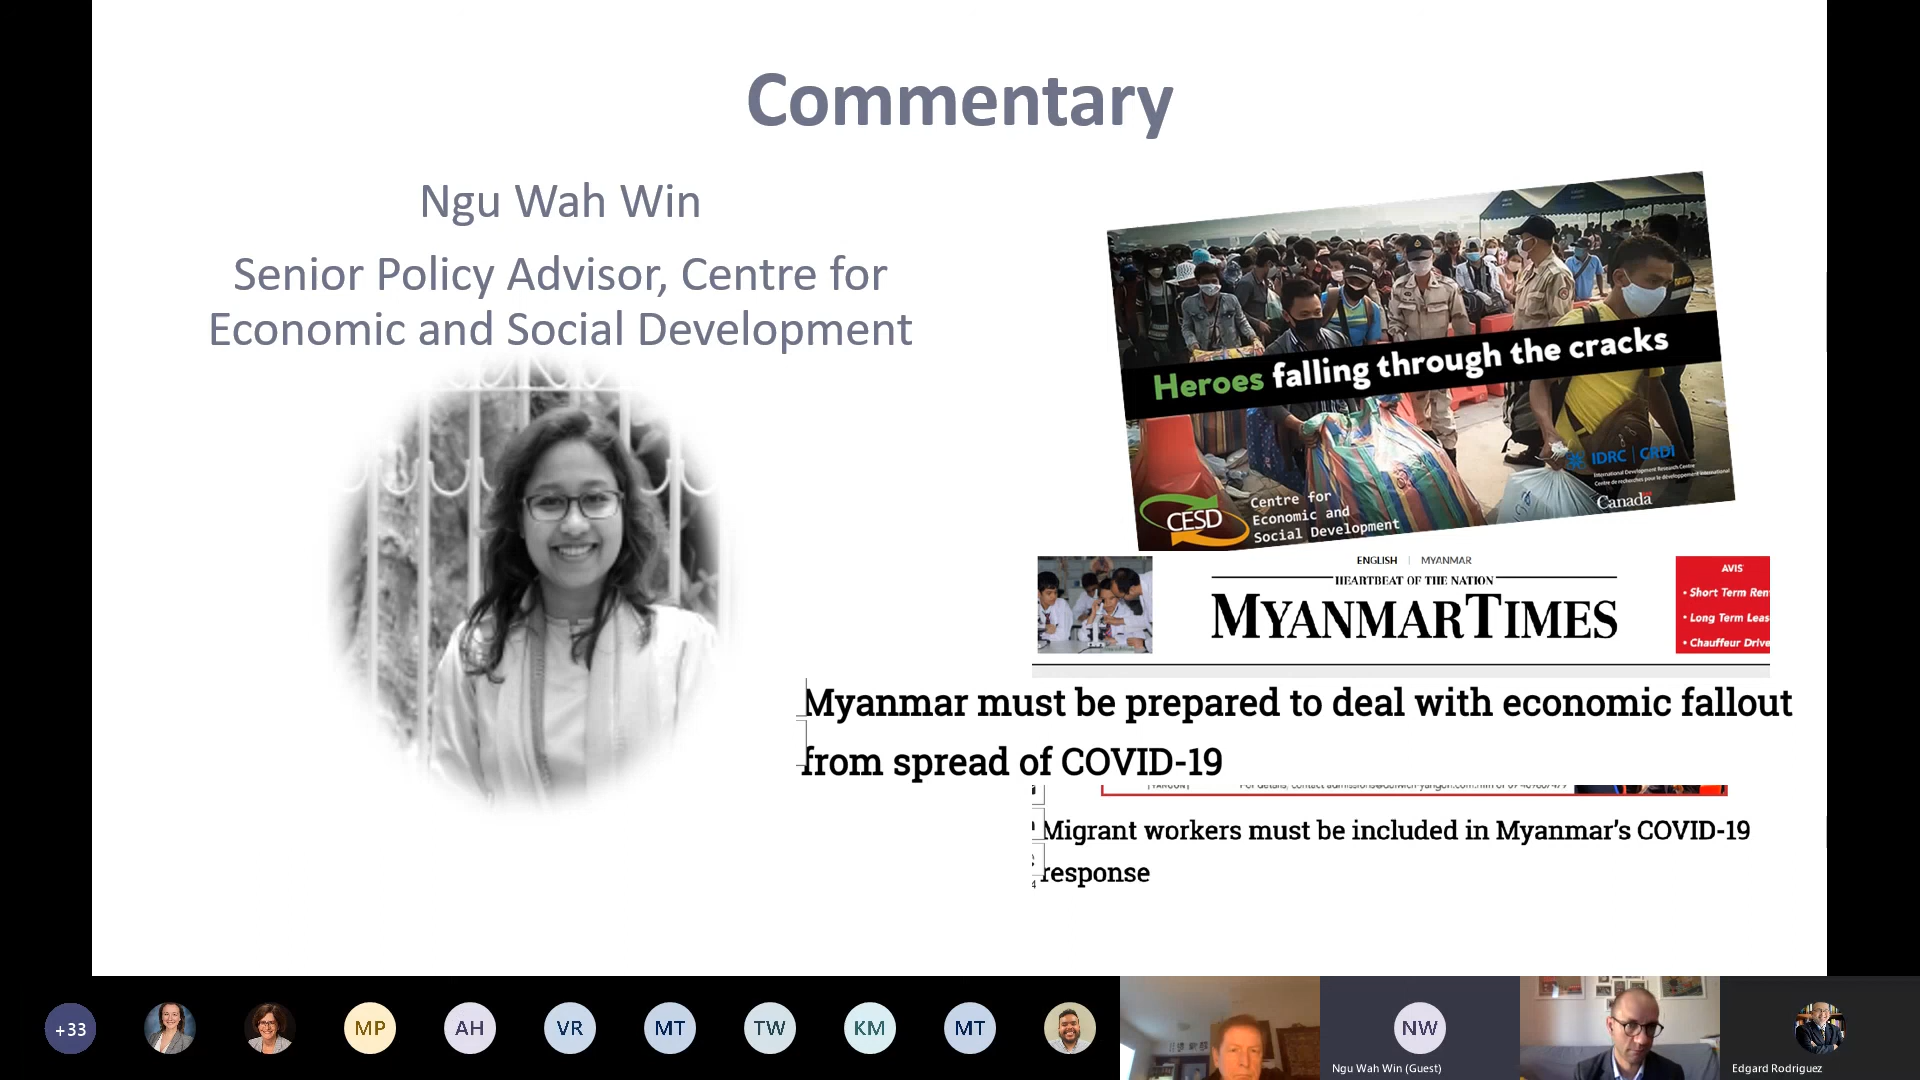 Commentary
Ngu Wah Win
Senior Policy Advisor, Centre for
Economic and Social Development
Heroes falling through the cracks
IDRC | CRDI
International Development Research Centre
Centre de recherches pour le développement international
Canada
CESD
Centre for
Economic and
Social Development
ENGLISH | MYANMAR
HEARTBEAT OF THE NATION
MYANMARTIMES
AVIS
• Short Term Ren
• Long Term Leas
• Chauffeur Drive
Myanmar must be prepared to deal with economic fallout
from spread of COVID-19
Migrant workers must be included in Myanmar's COVID-19
response
+33
MP
AH
VR
MT
TW
KM
MT
NW
Ngu Wah Win (Guest)
Edgard Rodriguez